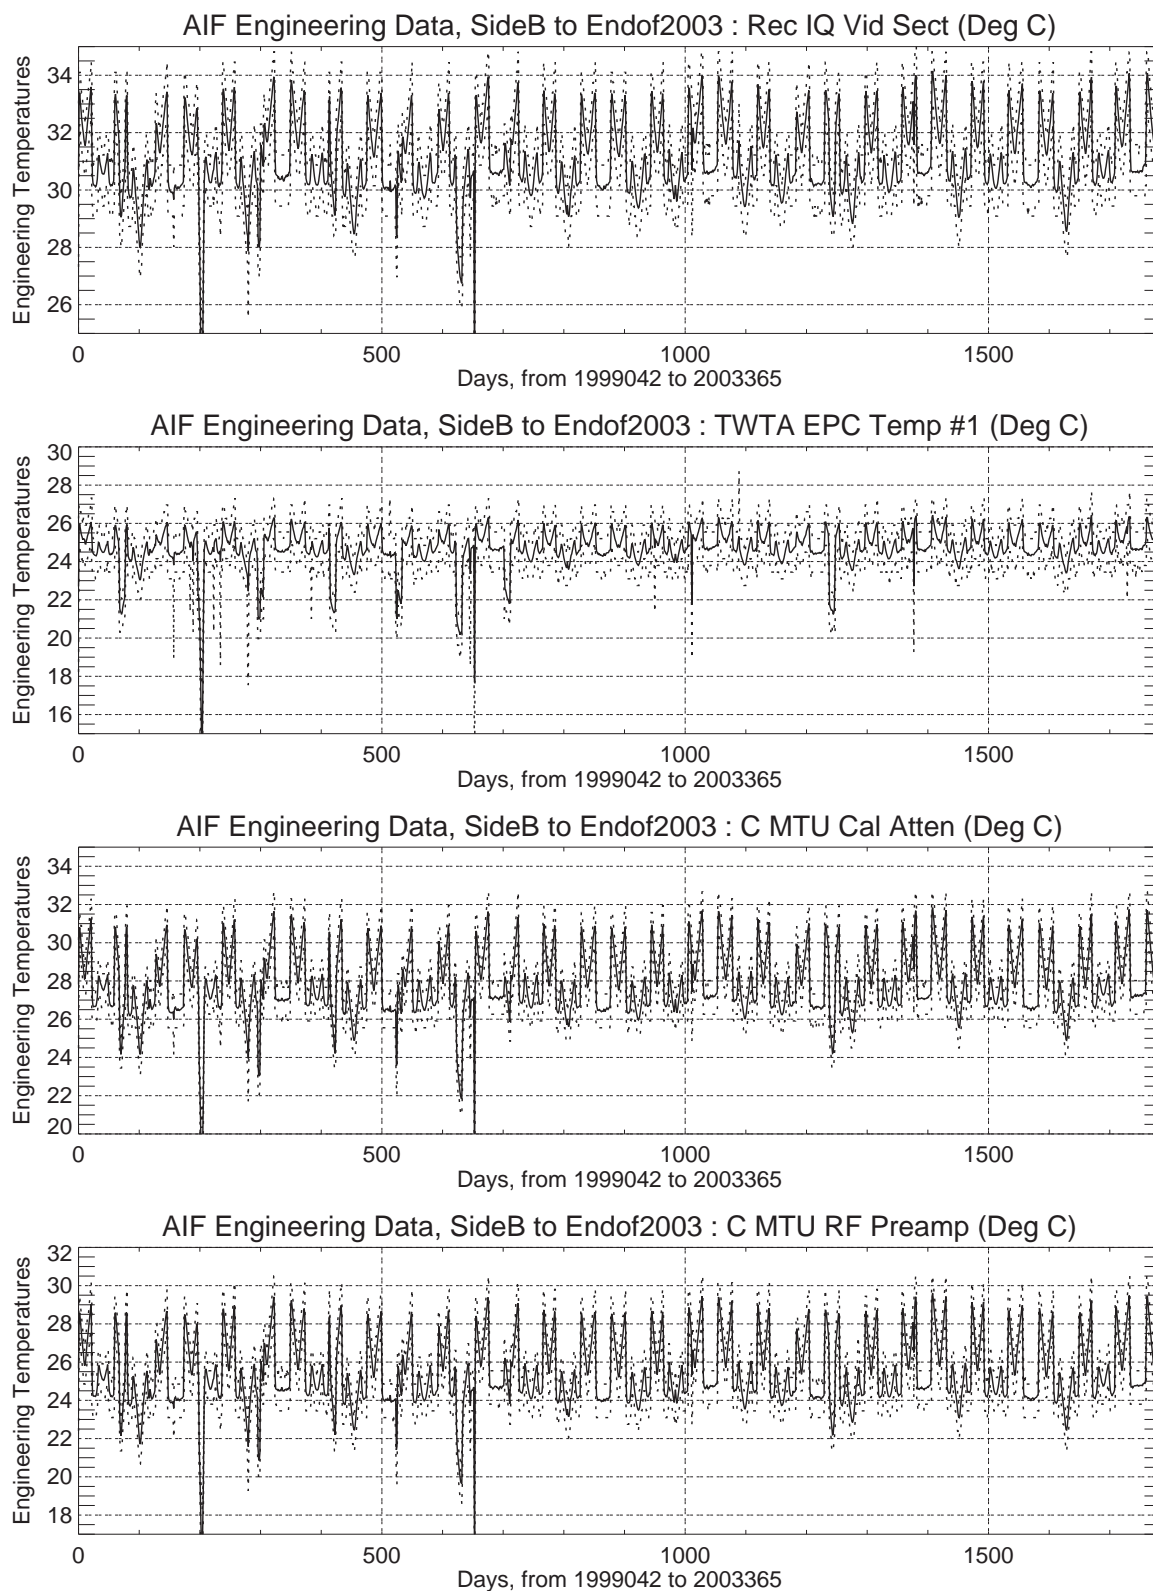 AIF Engineering Data, SideB to Endof2003 : Rec IQ Vid Sect (Deg C)
Engineering Temperatures
34
32
30
28
26
0 500 1000 1500
Days, from 1999042 to 2003365
AIF Engineering Data, SideB to Endof2003 : TWTA EPC Temp #1 (Deg C)
Engineering Temperatures
30
28
26
24
22
20
18
16
0 500 1000 1500
Days, from 1999042 to 2003365
AIF Engineering Data, SideB to Endof2003 : C MTU Cal Atten (Deg C)
Engineering Temperatures
34
32
30
28
26
24
22
20
0 500 1000 1500
Days, from 1999042 to 2003365
AIF Engineering Data, SideB to Endof2003 : C MTU RF Preamp (Deg C)
Engineering Temperatures
32
30
28
26
24
22
20
18
0 500 1000 1500
Days, from 1999042 to 2003365